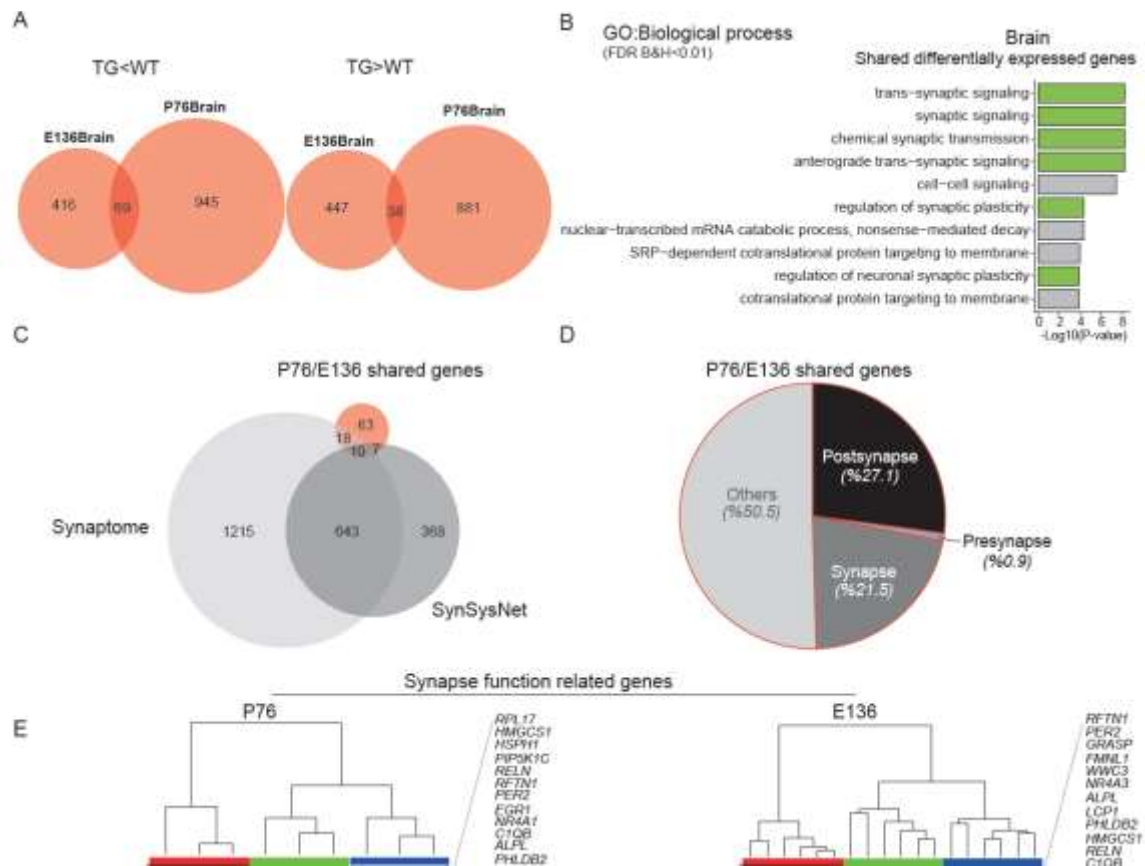 A
TG<WT
TG>WT
E136Brain
P76Brain
416
69
945
E136Brain
P76Brain
447
38
881
B
GO:Biological process
(FDR B&H<0.01)
Brain
Shared differentially expressed genes
trans-synaptic signaling
synaptic signaling
chemical synaptic transmission
anterograde trans-synaptic signaling
cell-cell signaling
regulation of synaptic plasticity
nuclear-transcribed mRNA catabolic process, nonsense-mediated decay
SRP-dependent cotranslational protein targeting to membrane
regulation of neuronal synaptic plasticity
cotranslational protein targeting to membrane
0 2 4 6 8
-Log10(P-value)
C
P76/E136 shared genes
63
18
10 7
Synaptome
1215
643
368
SynSysNet
D
P76/E136 shared genes
Postsynapse
(%27.1)
Others
(%50.5)
Presynapse
(%0.9)
Synapse
(%21.5)
Synapse function related genes
E
P76
RPL17
HMGCS1
HSPH1
PIP5K1C
RELN
RFTN1
PER2
EGR1
NR4A1
C1QB
ALPL
PHLDB2
E136
RFTN1
PER2
GRASP
FMNL1
WWC3
NR4A3
ALPL
LCP1
PHLDB2
HMGCS1
RELN
C1QB